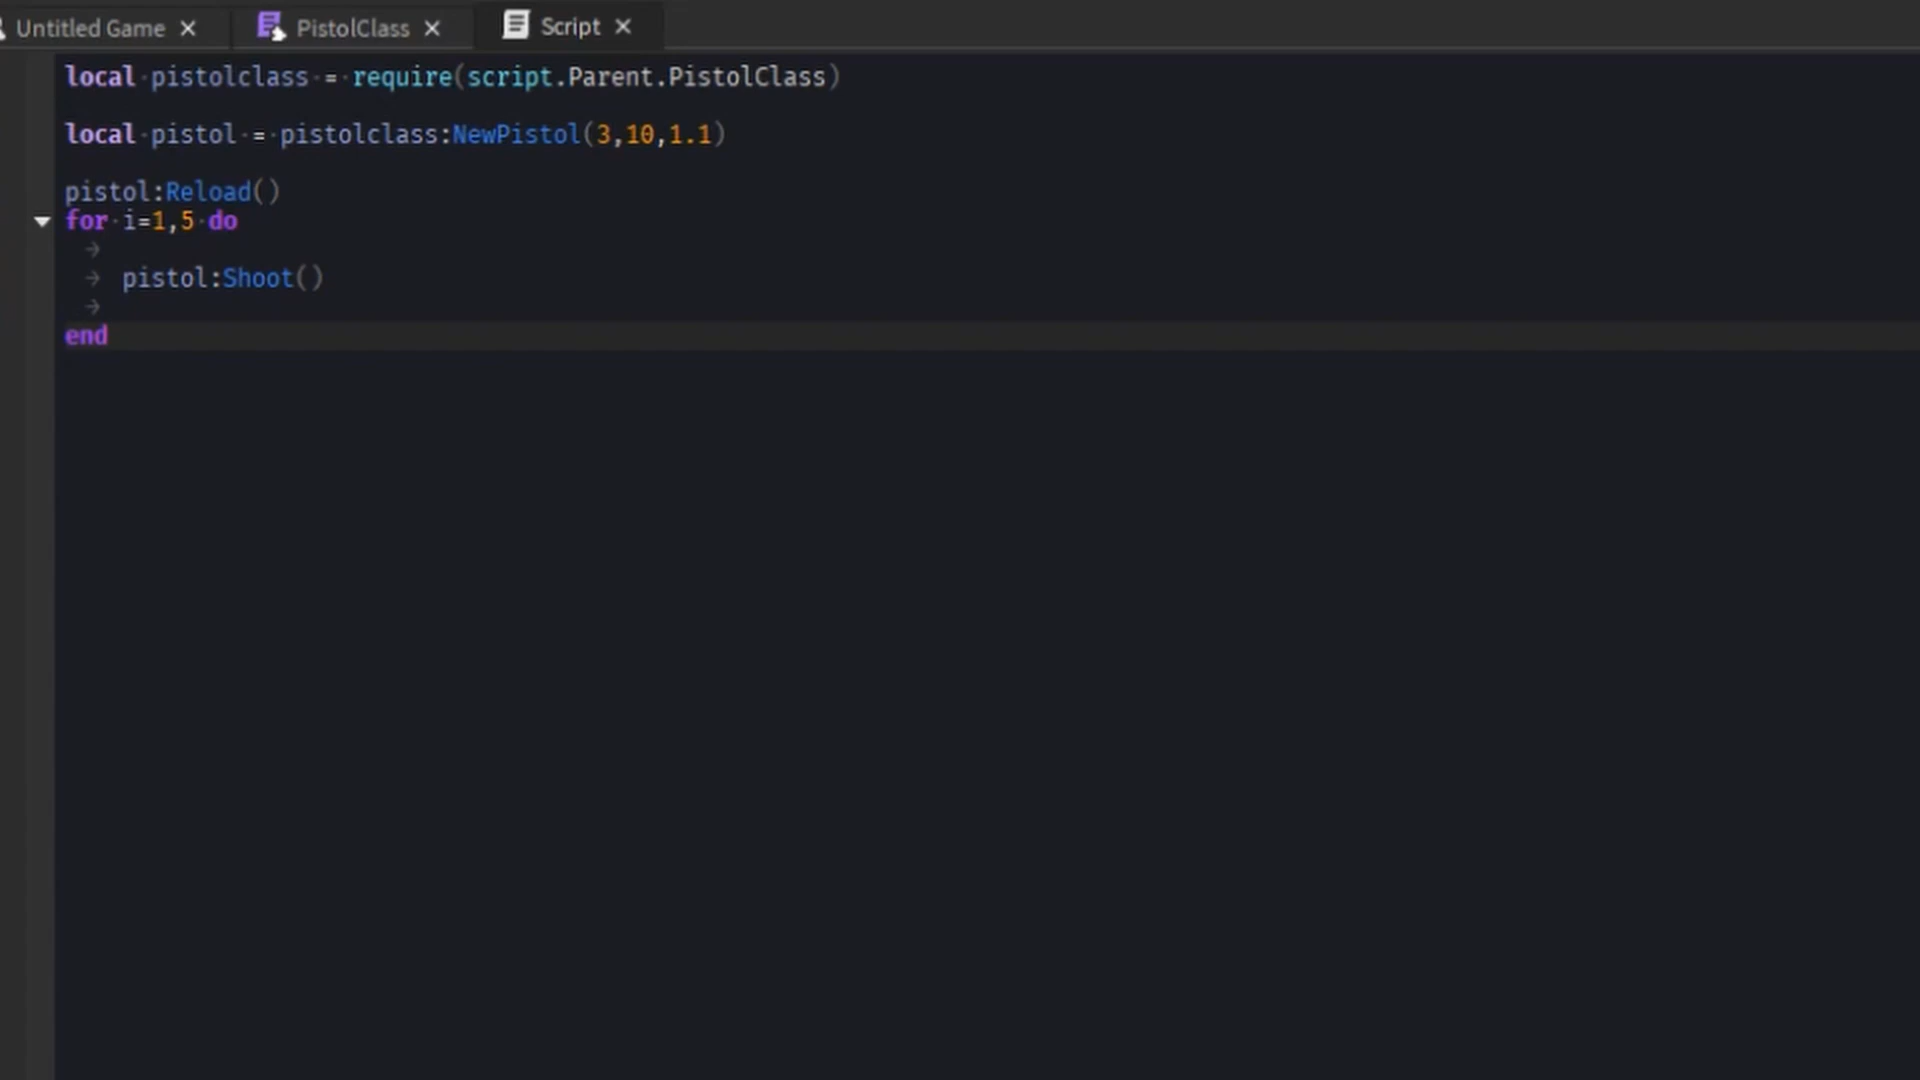 Untitled Game
PistolClass
Script
local pistolclass = require(script.Parent.PistolClass)
local pistol = pistolclass:NewPistol(3,10,1.1)
pistol:Reload()
for i=1,5 do
pistol:Shoot()
end